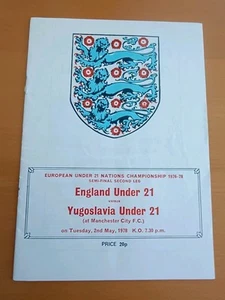 EUROPEAN UNDER 21 NATIONS CHAMPIONSHIP 1976-78
SEMI-FINAL SECOND LEG
England Under 21
versus
Yugoslavia Under 21
(at Manchester City F.C.)
on Tuesday, 2nd May, 1978 K.O. 7.30 p.m.
PRICE 20p